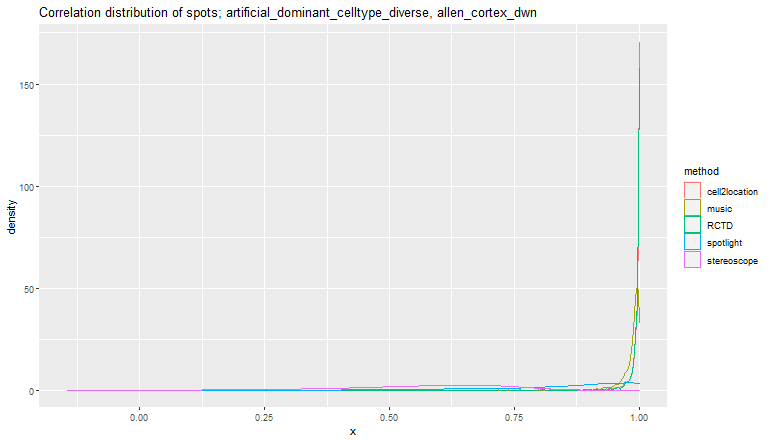 Correlation distribution of spots; artificial_dominant_celltype_diverse, allen_cortex_dwn
150
100
50
0
density
0.00 0.25 0.50 0.75 1.00
x
method
cell2location
music
RCTD
spotlight
stereoscope